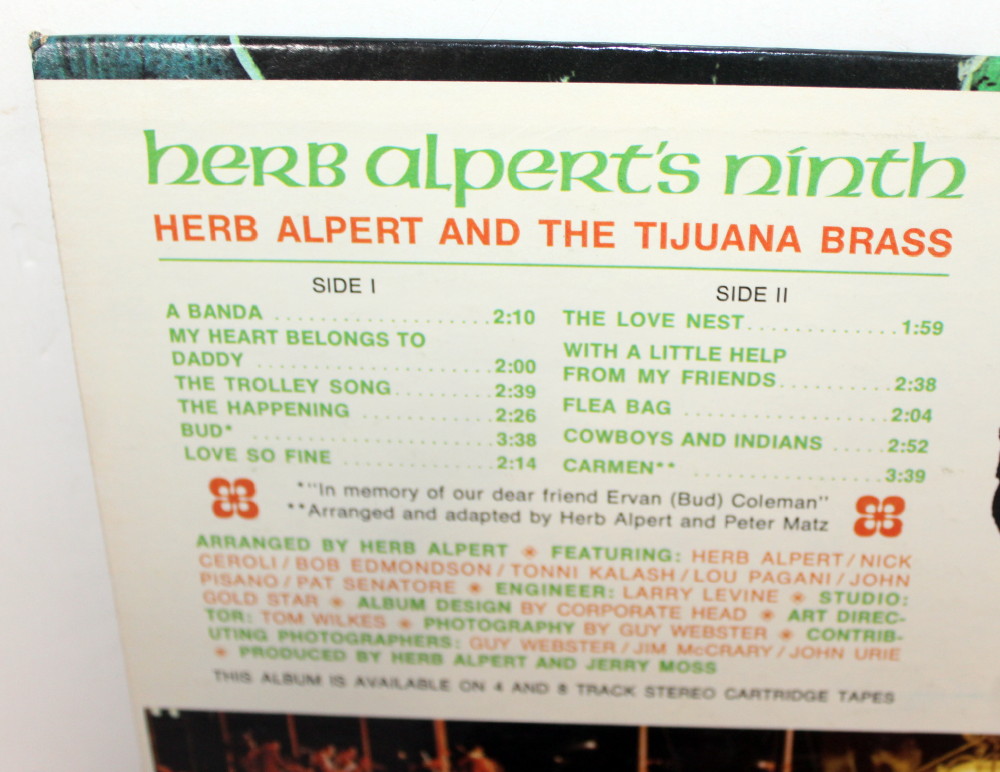 herb alpert's ninth
HERB ALPERT AND THE TIJUANA BRASS
SIDE I
A BANDA ..................... 2:10
MY HEART BELONGS TO
DADDY ....................... 2:00
THE TROLLEY SONG .......... 2:39
THE HAPPENING ............. 2:26
BUD* ........................ 3:38
LOVE SO FINE ............... 2:14
SIDE II
THE LOVE NEST .............. 1:59
WITH A LITTLE HELP
FROM MY FRIENDS ........... 2:38
FLEA BAG ................... 2:04
COWBOYS AND INDIANS ..... 2:52
CARMEN** ................... 3:39
*"In memory of our dear friend Ervan (Bud) Coleman"
**Arranged and adapted by Herb Alpert and Peter Matz
ARRANGED BY HERB ALPERT * FEATURING: HERB ALPERT/NICK
CEROLI/BOB EDMONDSON/TONNI KALASH/LOU PAGANI/JOHN
PISANO/PAT SENATORE * ENGINEER: LARRY LEVINE * STUDIO:
GOLD STAR * ALBUM DESIGN BY CORPORATE HEAD * ART DIREC-
TOR: TOM WILKES * PHOTOGRAPHY BY GUY WEBSTER * CONTRIB-
UTING PHOTOGRAPHERS: GUY WEBSTER/JIM McCRARY/JOHN URIE
* PRODUCED BY HERB ALPERT AND JERRY MOSS
THIS ALBUM IS AVAILABLE ON 4 AND 8 TRACK STEREO CARTRIDGE TAPES